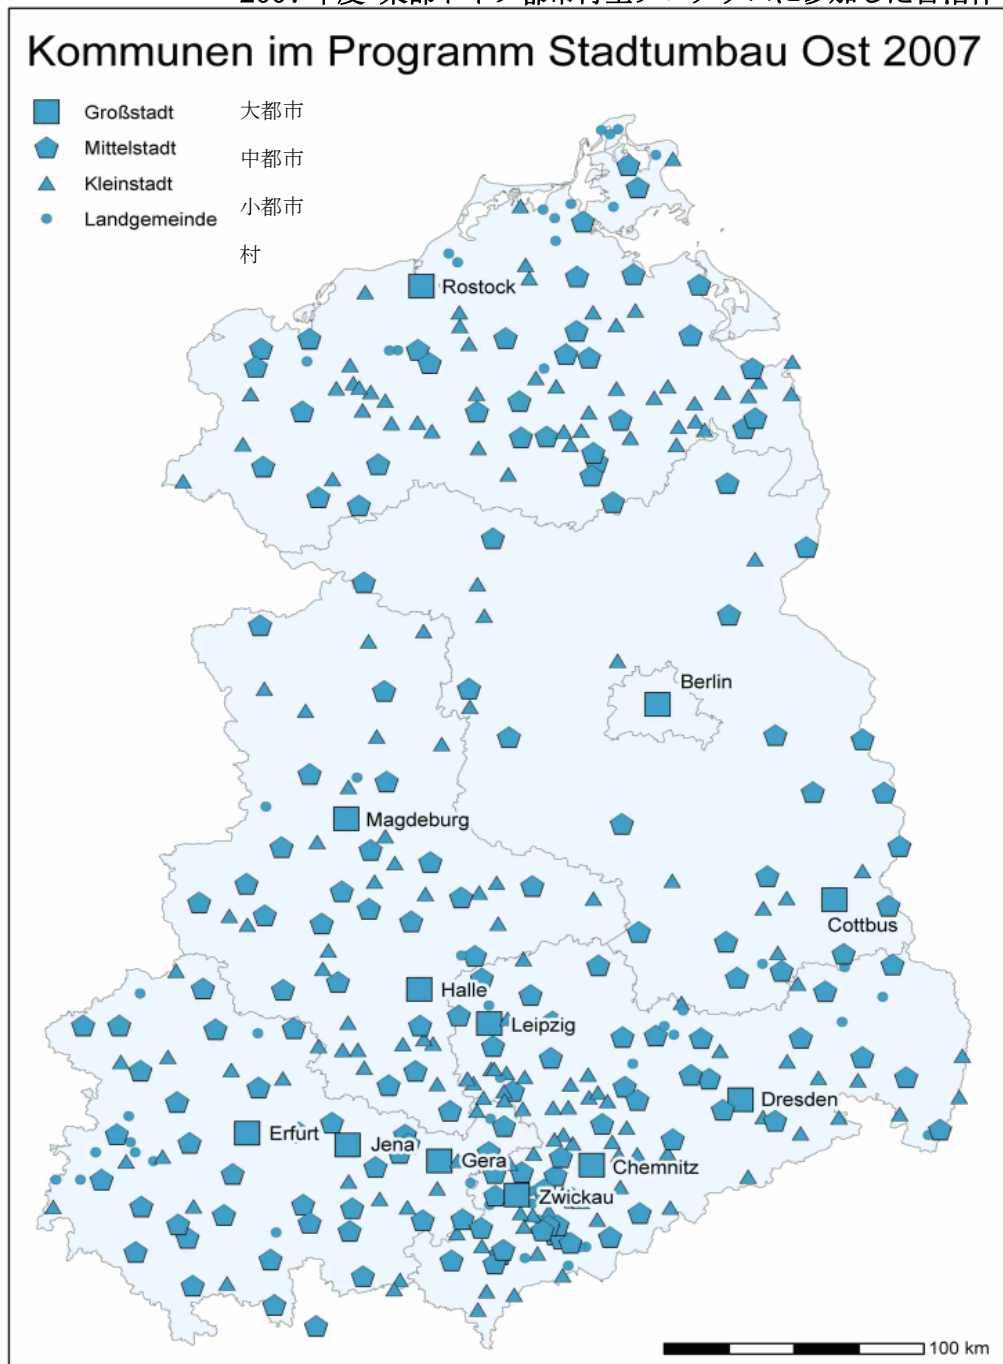 Kommunen im Programm Stadtumbau Ost 2007
Großstadt 大都市
Mittelstadt 中都市
Kleinstadt 小都市
Landgemeinde 村
Rostock
Berlin
Magdeburg
Cottbus
Halle
Leipzig
Dresden
Erfurt
Jena
Gera
Chemnitz
Zwickau
100 km